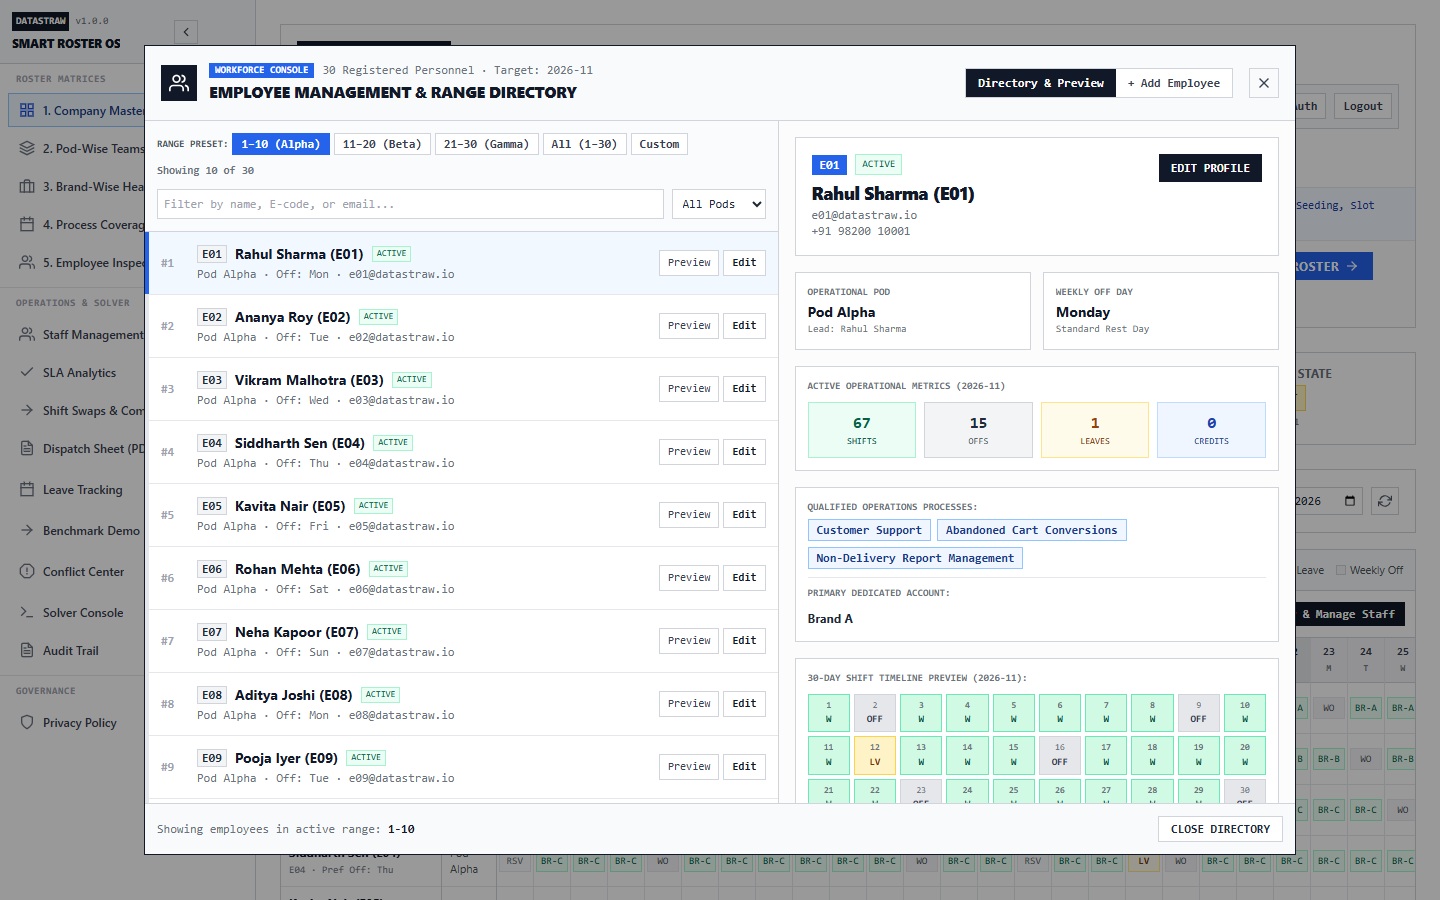 DATASTRAW v1.0.0
SMART ROSTER OS
ROSTER MATRICES
1. Company Master
2. Pod-Wise Teams
3. Brand-Wise Hea
4. Process Coverag
5. Employee Inspe
OPERATIONS & SOLVER
Staff Management
SLA Analytics
Shift Swaps & Com
Dispatch Sheet (PD
Leave Tracking
Benchmark Demo
Conflict Center
Solver Console
Audit Trail
GOVERNANCE
Privacy Policy
WORKFORCE CONSOLE 30 Registered Personnel · Target: 2026-11
EMPLOYEE MANAGEMENT & RANGE DIRECTORY
Directory & Preview + Add Employee
RANGE PRESET: 1-10 (Alpha) 11-20 (Beta) 21-30 (Gamma) All (1-30) Custom
Showing 10 of 30
Filter by name, E-code, or email... All Pods
#1 E01 Rahul Sharma (E01) ACTIVE
Pod Alpha · Off: Mon · e01@datastraw.io
Preview Edit
#2 E02 Ananya Roy (E02) ACTIVE
Pod Alpha · Off: Tue · e02@datastraw.io
Preview Edit
#3 E03 Vikram Malhotra (E03) ACTIVE
Pod Alpha · Off: Wed · e03@datastraw.io
Preview Edit
#4 E04 Siddharth Sen (E04) ACTIVE
Pod Alpha · Off: Thu · e04@datastraw.io
Preview Edit
#5 E05 Kavita Nair (E05) ACTIVE
Pod Alpha · Off: Fri · e05@datastraw.io
Preview Edit
#6 E06 Rohan Mehta (E06) ACTIVE
Pod Alpha · Off: Sat · e06@datastraw.io
Preview Edit
#7 E07 Neha Kapoor (E07) ACTIVE
Pod Alpha · Off: Sun · e07@datastraw.io
Preview Edit
#8 E08 Aditya Joshi (E08) ACTIVE
Pod Alpha · Off: Mon · e08@datastraw.io
Preview Edit
#9 E09 Pooja Iyer (E09) ACTIVE
Pod Alpha · Off: Tue · e09@datastraw.io
Preview Edit
E01 ACTIVE
Rahul Sharma (E01)
e01@datastraw.io
+91 98200 10001
EDIT PROFILE
OPERATIONAL POD
Pod Alpha
Lead: Rahul Sharma
WEEKLY OFF DAY
Monday
Standard Rest Day
ACTIVE OPERATIONAL METRICS (2026-11)
67 15 1 0
SHIFTS OFFS LEAVES CREDITS
QUALIFIED OPERATIONS PROCESSES:
Customer Support Abandoned Cart Conversions
Non-Delivery Report Management
PRIMARY DEDICATED ACCOUNT:
Brand A
30-DAY SHIFT TIMELINE PREVIEW (2026-11):
1 2 3 4 5 6 7 8 9 10
W OFF W W W W W W OFF W
11 12 13 14 15 16 17 18 19 20
W LV W W W OFF W W W W
21 22 23 24 25 26 27 28 29 30
Showing employees in active range: 1-10
CLOSE DIRECTORY
uth Logout
Seeding, Slot
ROSTER
STATE
2026
Leave Weekly Off
& Manage Staff
23 24 25
M T W
-A WO BR-A BR-A
-B BR-B WO BR-B
-C BR-C BR-C WO
E04 · Pref Off: Thu
Alpha
RSV BR-C BR-C BR-C WO BR-C BR-C BR-C BR-C BR-C BR-C WO BR-C BR-C RSV BR-C BR-C LV WO BR-C BR-C BR-C BR-C BR-C BR-C